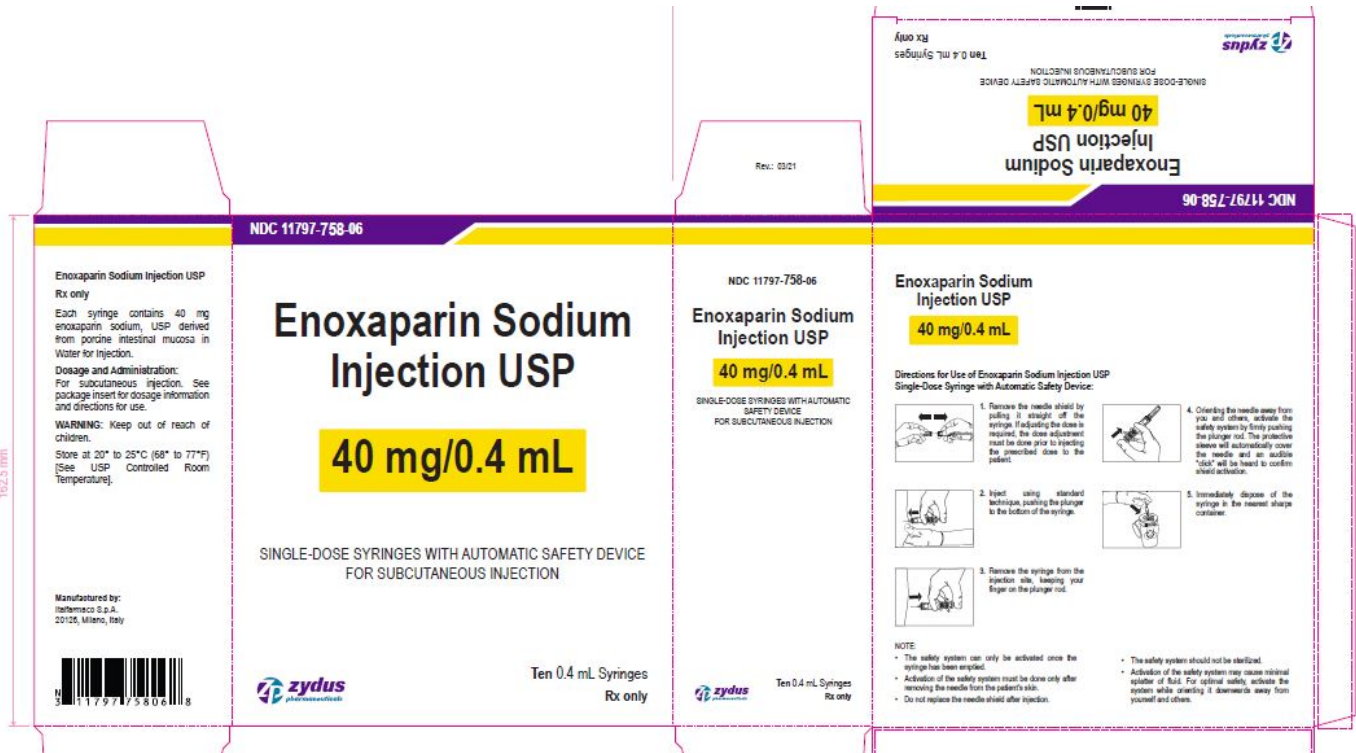 Rx only
Ten 0.4 mL Syringes
zydus
pharmaceuticals
SINGLE-DOSE SYRINGES WITH AUTOMATIC SAFETY DEVICE
FOR SUBCUTANEOUS INJECTION
40 mg/0.4 mL
Enoxaparin Sodium
Injection USP
NDC 11797-758-06
162.5 mm
Enoxaparin Sodium Injection USP
Rx only
Each syringe contains 40 mg
enoxaparin sodium, USP derived
from porcine intestinal mucosa in
Water for Injection.
Dosage and Administration:
For subcutaneous injection. See
package insert for dosage information
and directions for use.
WARNING: Keep out of reach of
children.
Store at 20° to 25°C (68° to 77°F)
[See USP Controlled Room
Temperature].
Manufactured by:
Italfarmaco S.p.A.
20126, Milano, Italy
N
3 11797 75806 8
NDC 11797-758-06
Enoxaparin Sodium
Injection USP
40 mg/0.4 mL
SINGLE-DOSE SYRINGES WITH AUTOMATIC SAFETY DEVICE
FOR SUBCUTANEOUS INJECTION
zydus
pharmaceuticals
Ten 0.4 mL Syringes
Rx only
Rev.: 03/21
NDC 11797-758-06
Enoxaparin Sodium
Injection USP
40 mg/0.4 mL
SINGLE-DOSE SYRINGES WITH AUTOMATIC
SAFETY DEVICE
FOR SUBCUTANEOUS INJECTION
zydus
pharmaceuticals
Ten 0.4 mL Syringes
Rx only
Enoxaparin Sodium
Injection USP
40 mg/0.4 mL
Directions for Use of Enoxaparin Sodium Injection USP
Single-Dose Syringe with Automatic Safety Device:
1. Remove the needle shield by
pulling it straight off the
syringe. If adjusting the dose is
required, the dose adjustment
must be done prior to injecting
the prescribed dose to the
patient.
2. Inject using standard
technique, pushing the plunger
to the bottom of the syringe.
3. Remove the syringe from the
injection site, keeping your
finger on the plunger rod.
4. Orienting the needle away from
you and others, activate the
safety system by firmly pushing
the plunger rod. The protective
sleeve will automatically cover
the needle and an audible
"click" will be heard to confirm
shield activation.
5. Immediately dispose of the
syringe in the nearest sharps
container.
NOTE:
• The safety system can only be activated once the
syringe has been emptied.
• Activation of the safety system must be done only after
removing the needle from the patient's skin.
• Do not replace the needle shield after injection.
• The safety system should not be sterilized.
• Activation of the safety system may cause minimal
splatter of fluid. For optimal safety, activate the
system while orienting it downwards away from
yourself and others.